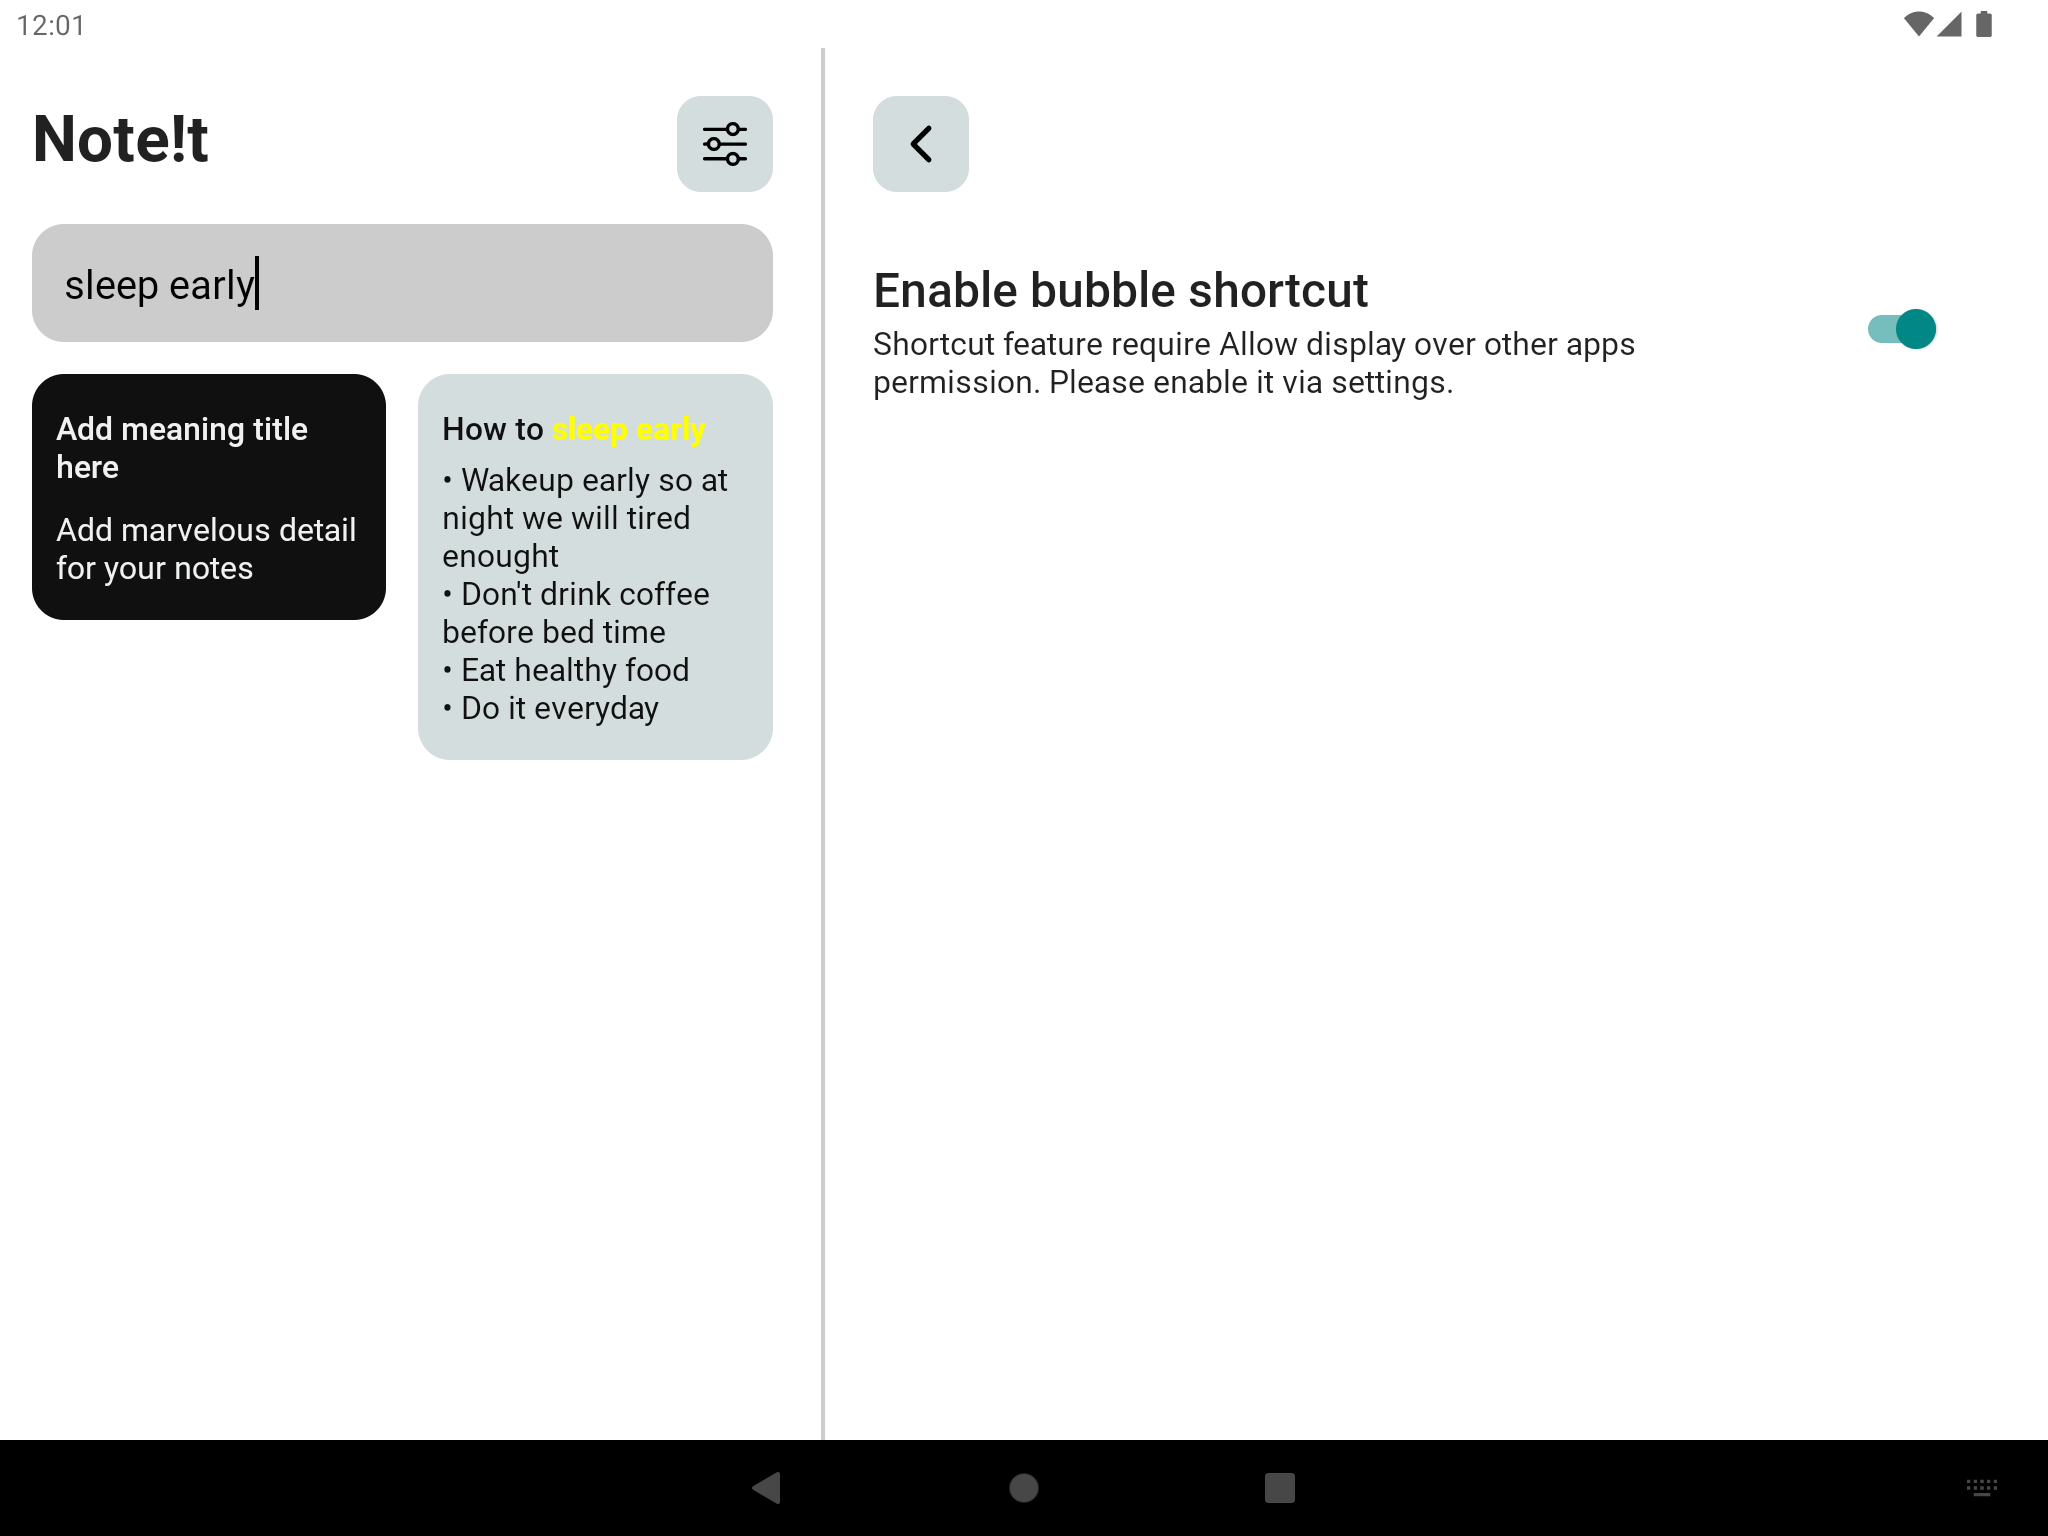 12:01
Note!t
sleep early
Add meaning title
here
Add marvelous detail
for your notes
How to sleep early
• Wakeup early so at
night we will tired
enought
• Don't drink coffee
before bed time
• Eat healthy food
• Do it everyday
Enable bubble shortcut
Shortcut feature require Allow display over other apps
permission. Please enable it via settings.